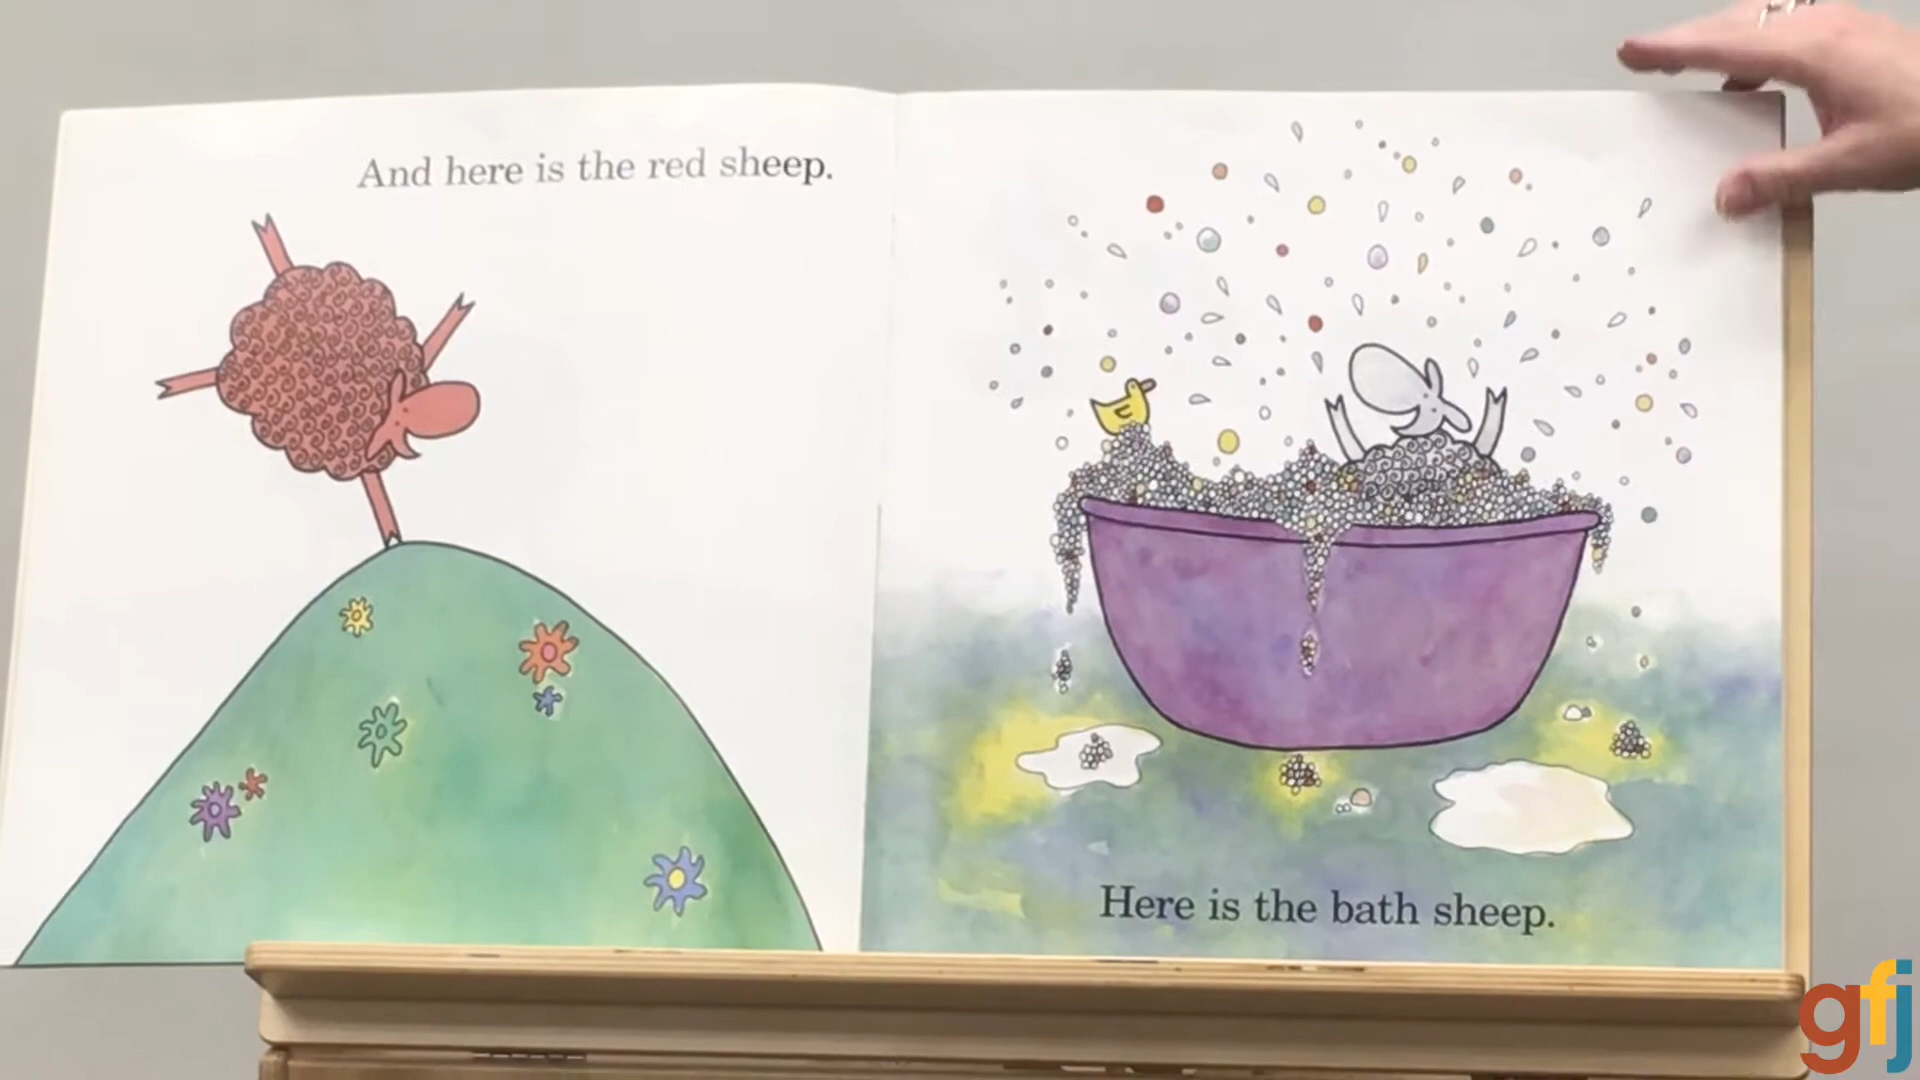 And here is the red sheep.
Here is the bath sheep.
gfj